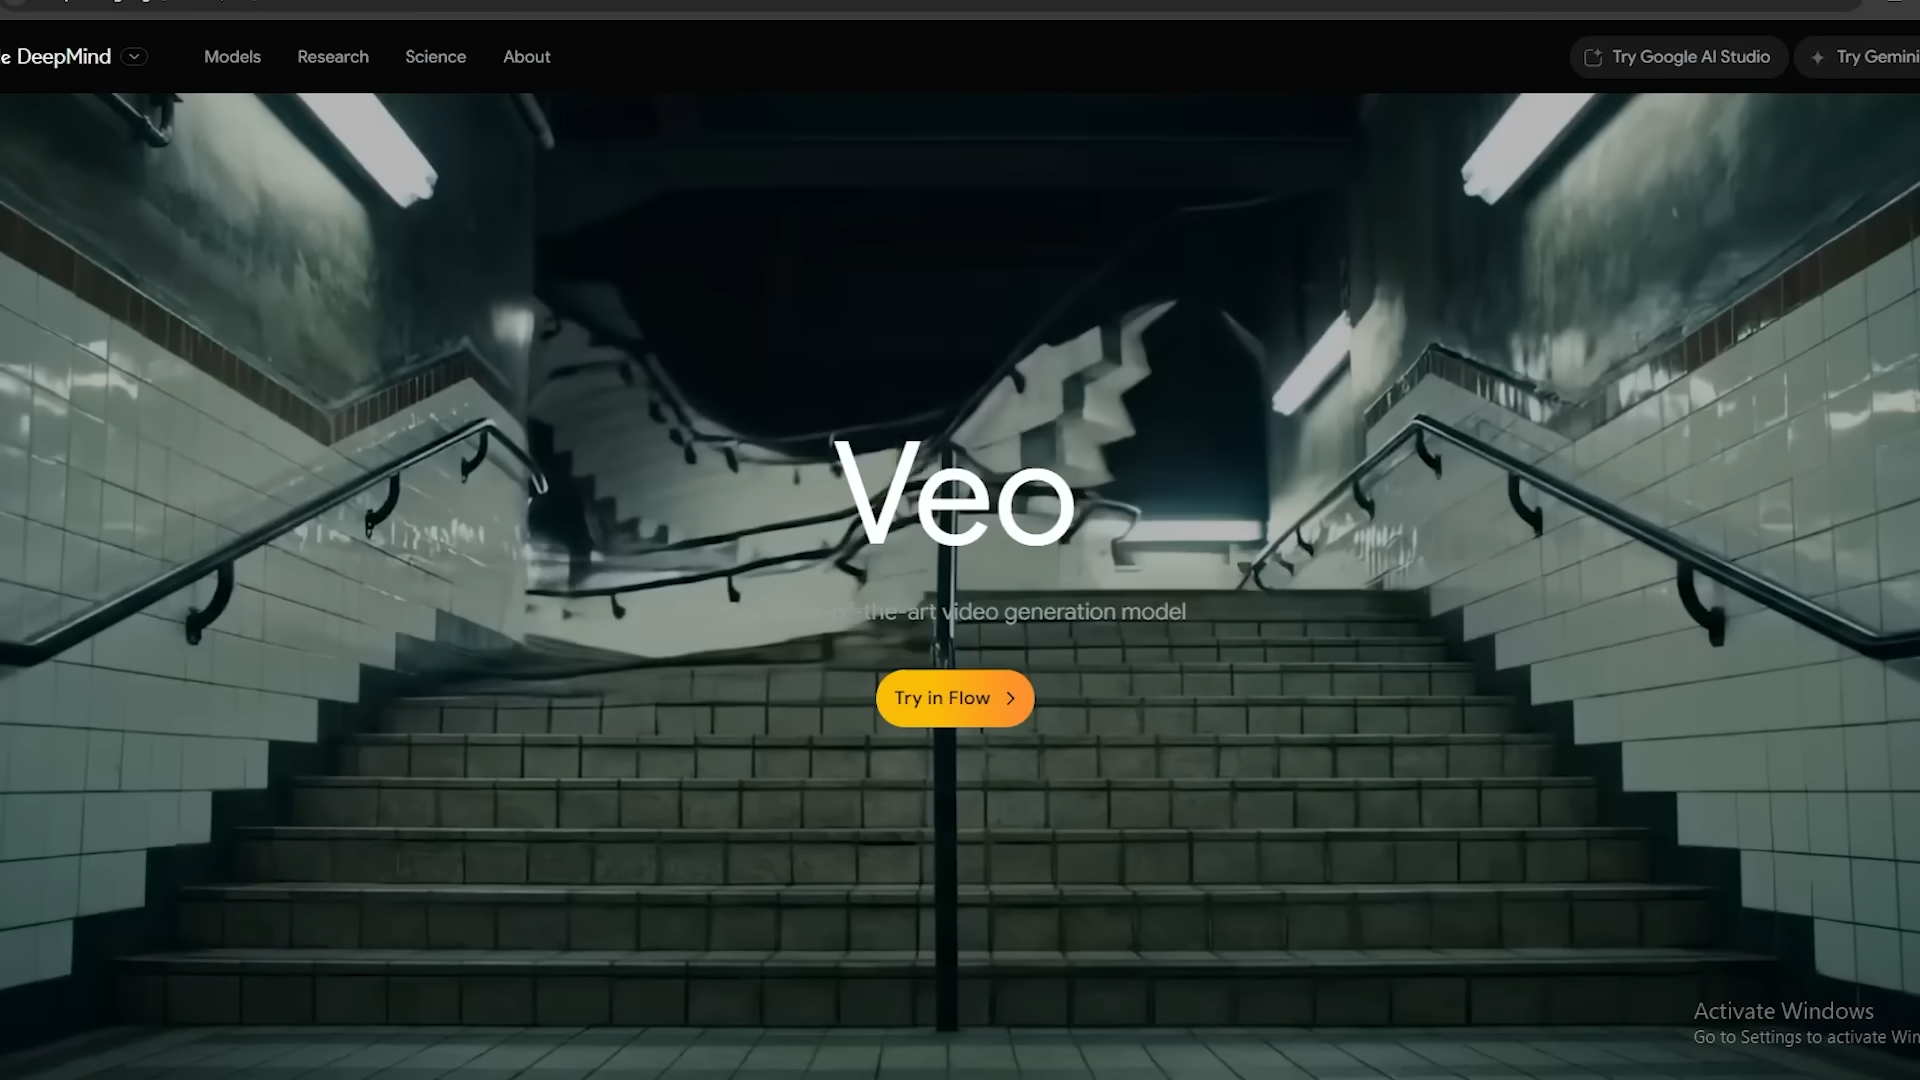 DeepMind
Models
Research
Science
About
Try Google AI Studio
Try Gemini
Veo
-of-the-art video generation model
Try in Flow
Activate Windows
Go to Settings to activate Win